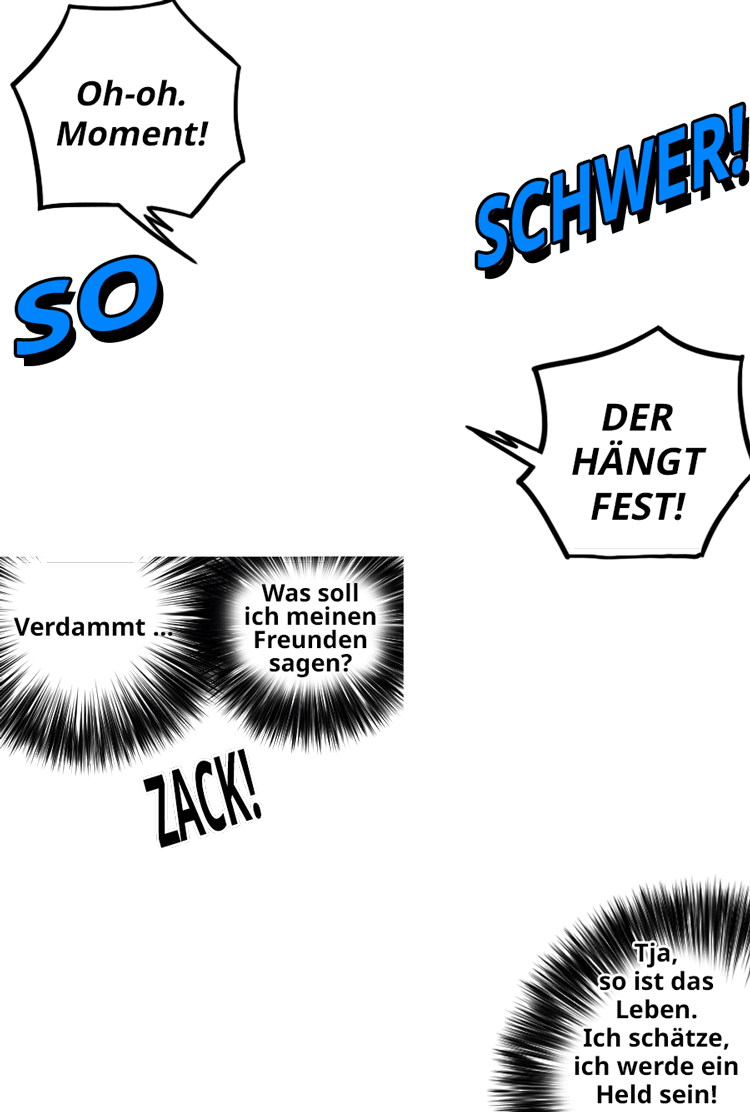 Oh-oh.
Moment!
SO
SCHWER!
DER
HÄNGT
FEST!
Verdammt ...
Was soll
ich meinen
Freunden
sagen?
ZACK!
Tja,
so ist das
Leben.
Ich schätze,
ich werde ein
Held sein!